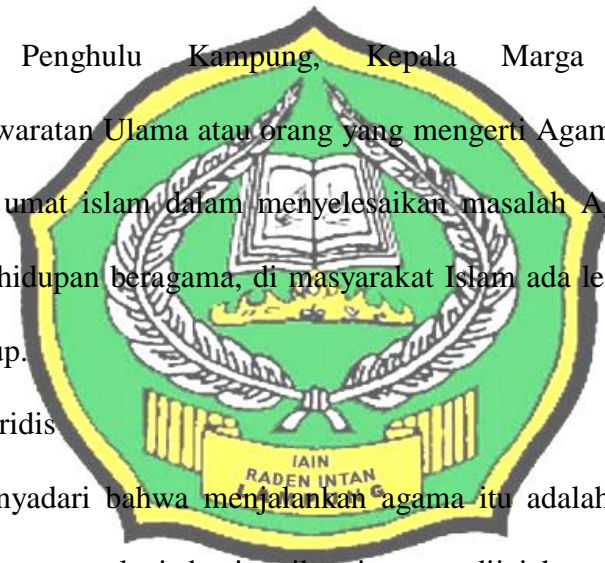 Penghulu Kampung, Kepala Marga
waratan Ulama atau orang yang mengerti Agam
umat islam dalam menyelesaikan masalah A
hidupan beragama, di masyarakat Islam ada le
up.
ridis
IAIN
RADEN INTAN
LAMPUNG
nyadari bahwa menjalankan agama itu adalah